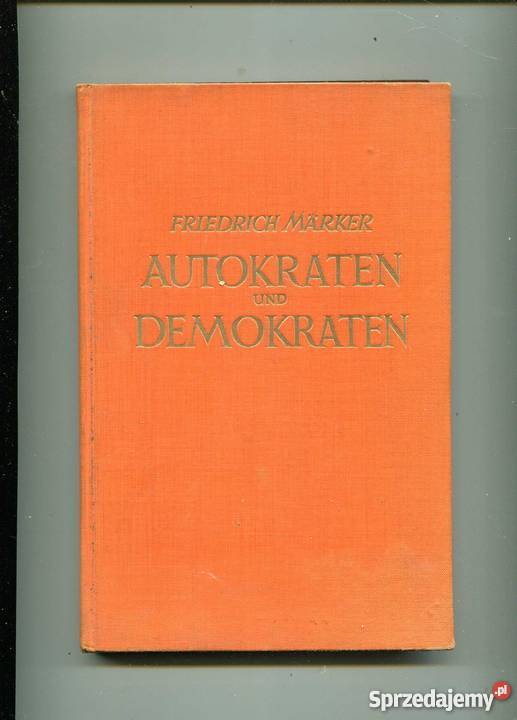 FRIEDRICH MÄRKER
AUTOKRATEN
UND
DEMOKRATEN
Sprzedajemy.pl